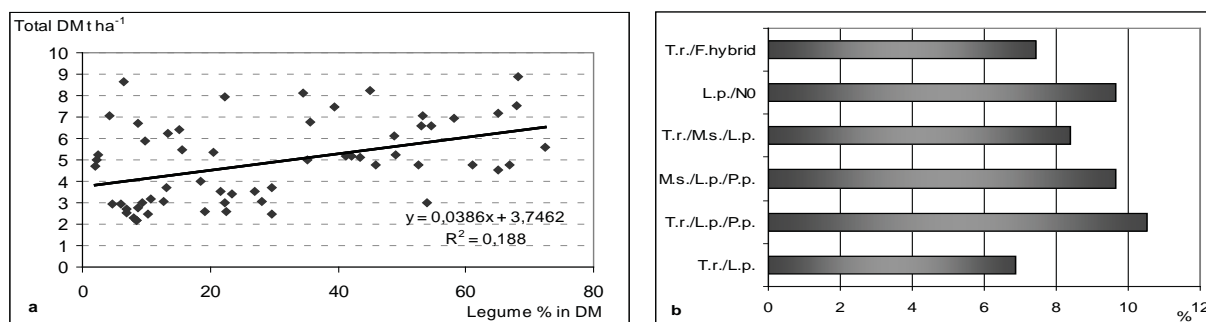 Total DM t ha-1
10
9
8
7
6
5
4
3
2
1
0
0 20 40 60 80
y = 0,0386x + 3,7462
R2 = 0,188
a
Legume % in DM
T.r./F.hybrid
L.p./N0
T.r./M.s./L.p.
M.s./L.p./P.p.
T.r./L.p./P.p.
T.r./L.p.
0 2 4 6 8 10 12
b
%